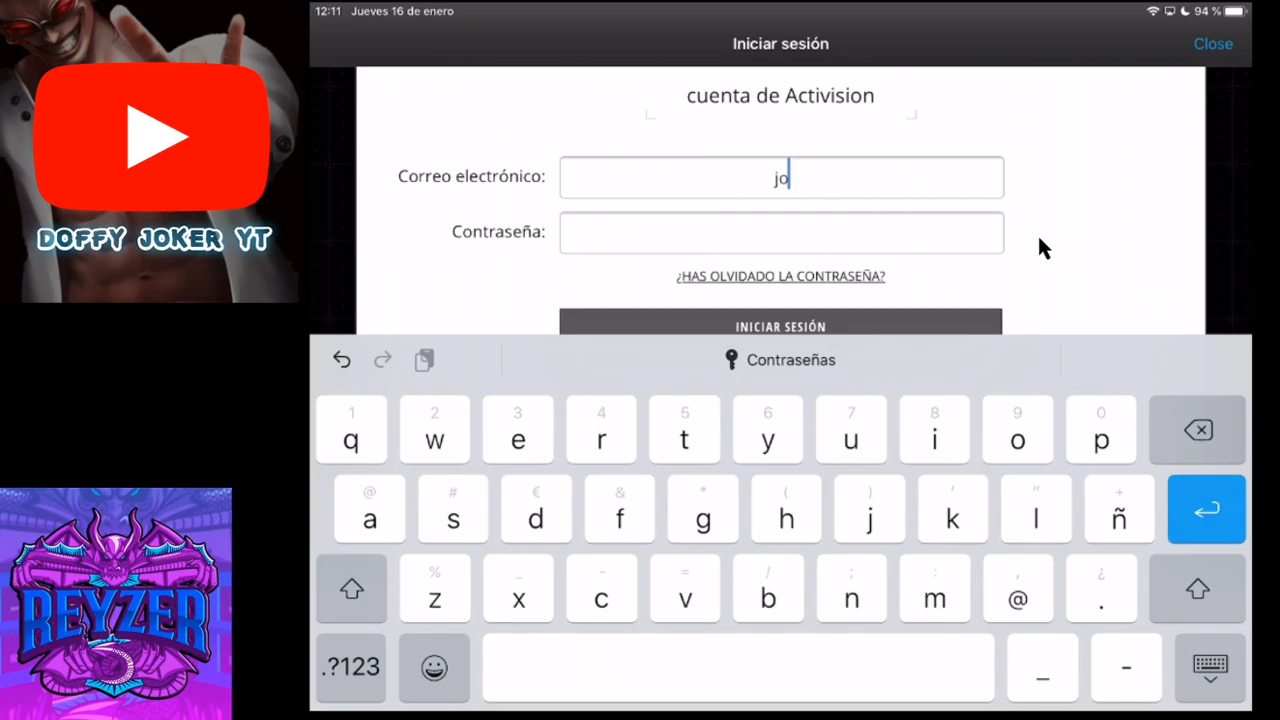 12:11 Jueves 16 de enero
94 %
Iniciar sesión
Close
cuenta de Activision
Correo electrónico:
jo
Contraseña:
¿HAS OLVIDADO LA CONTRASEÑA?
INICIAR SESIÓN
DOFFY JOKER YT
Contraseñas
1 2 3 4 5 6 7 8 9 0
q w e r t y u i o p
@ # € & * ( ) ' " +
a s d f g h j k l ñ
% _ - = / ; : , ¿
z x c v b n m @ .
.?123
_ -
REYZER